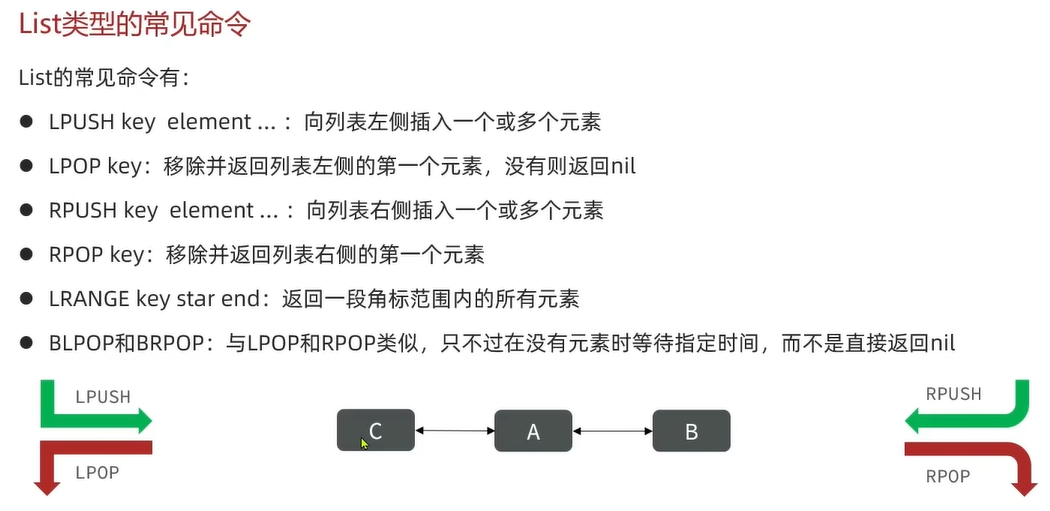 List类型的常见命令
List的常见命令有：
● LPUSH key  element ... ：向列表左侧插入一个或多个元素
● LPOP key：移除并返回列表左侧的第一个元素，没有则返回nil
● RPUSH key  element ... ：向列表右侧插入一个或多个元素
● RPOP key：移除并返回列表右侧的第一个元素
● LRANGE key star end：返回一段角标范围内的所有元素
● BLPOP和BRPOP：与LPOP和RPOP类似，只不过在没有元素时等待指定时间，而不是直接返回nil
LPUSH
RPUSH
C
A
B
LPOP
RPOP